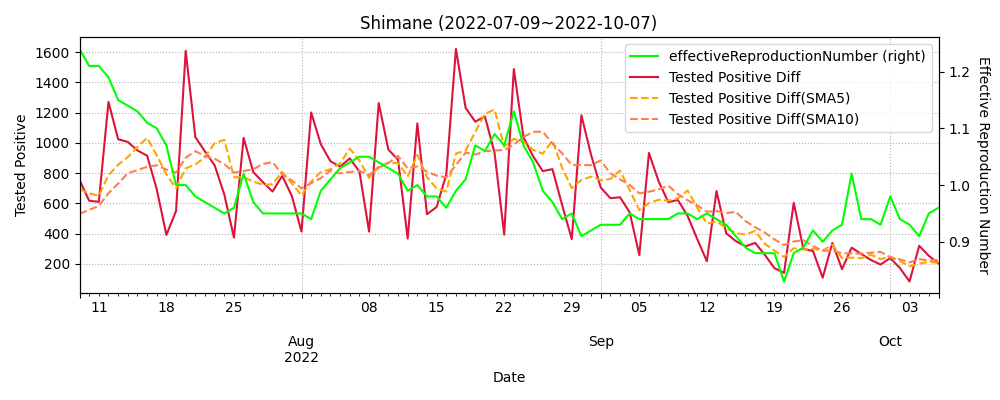 Shimane (2022-07-09~2022-10-07)
effectiveReproductionNumber (right)
Tested Positive Diff
Tested Positive Diff(SMA5)
Tested Positive Diff(SMA10)
Tested Positive
1600
1400
1200
1000
800
600
400
200
1.2
1.1
1.0
0.9
Effective Reproduction Number
11 18 25 08 15 22 29 05 12 19 26 03
Aug Sep Oct
2022
Date